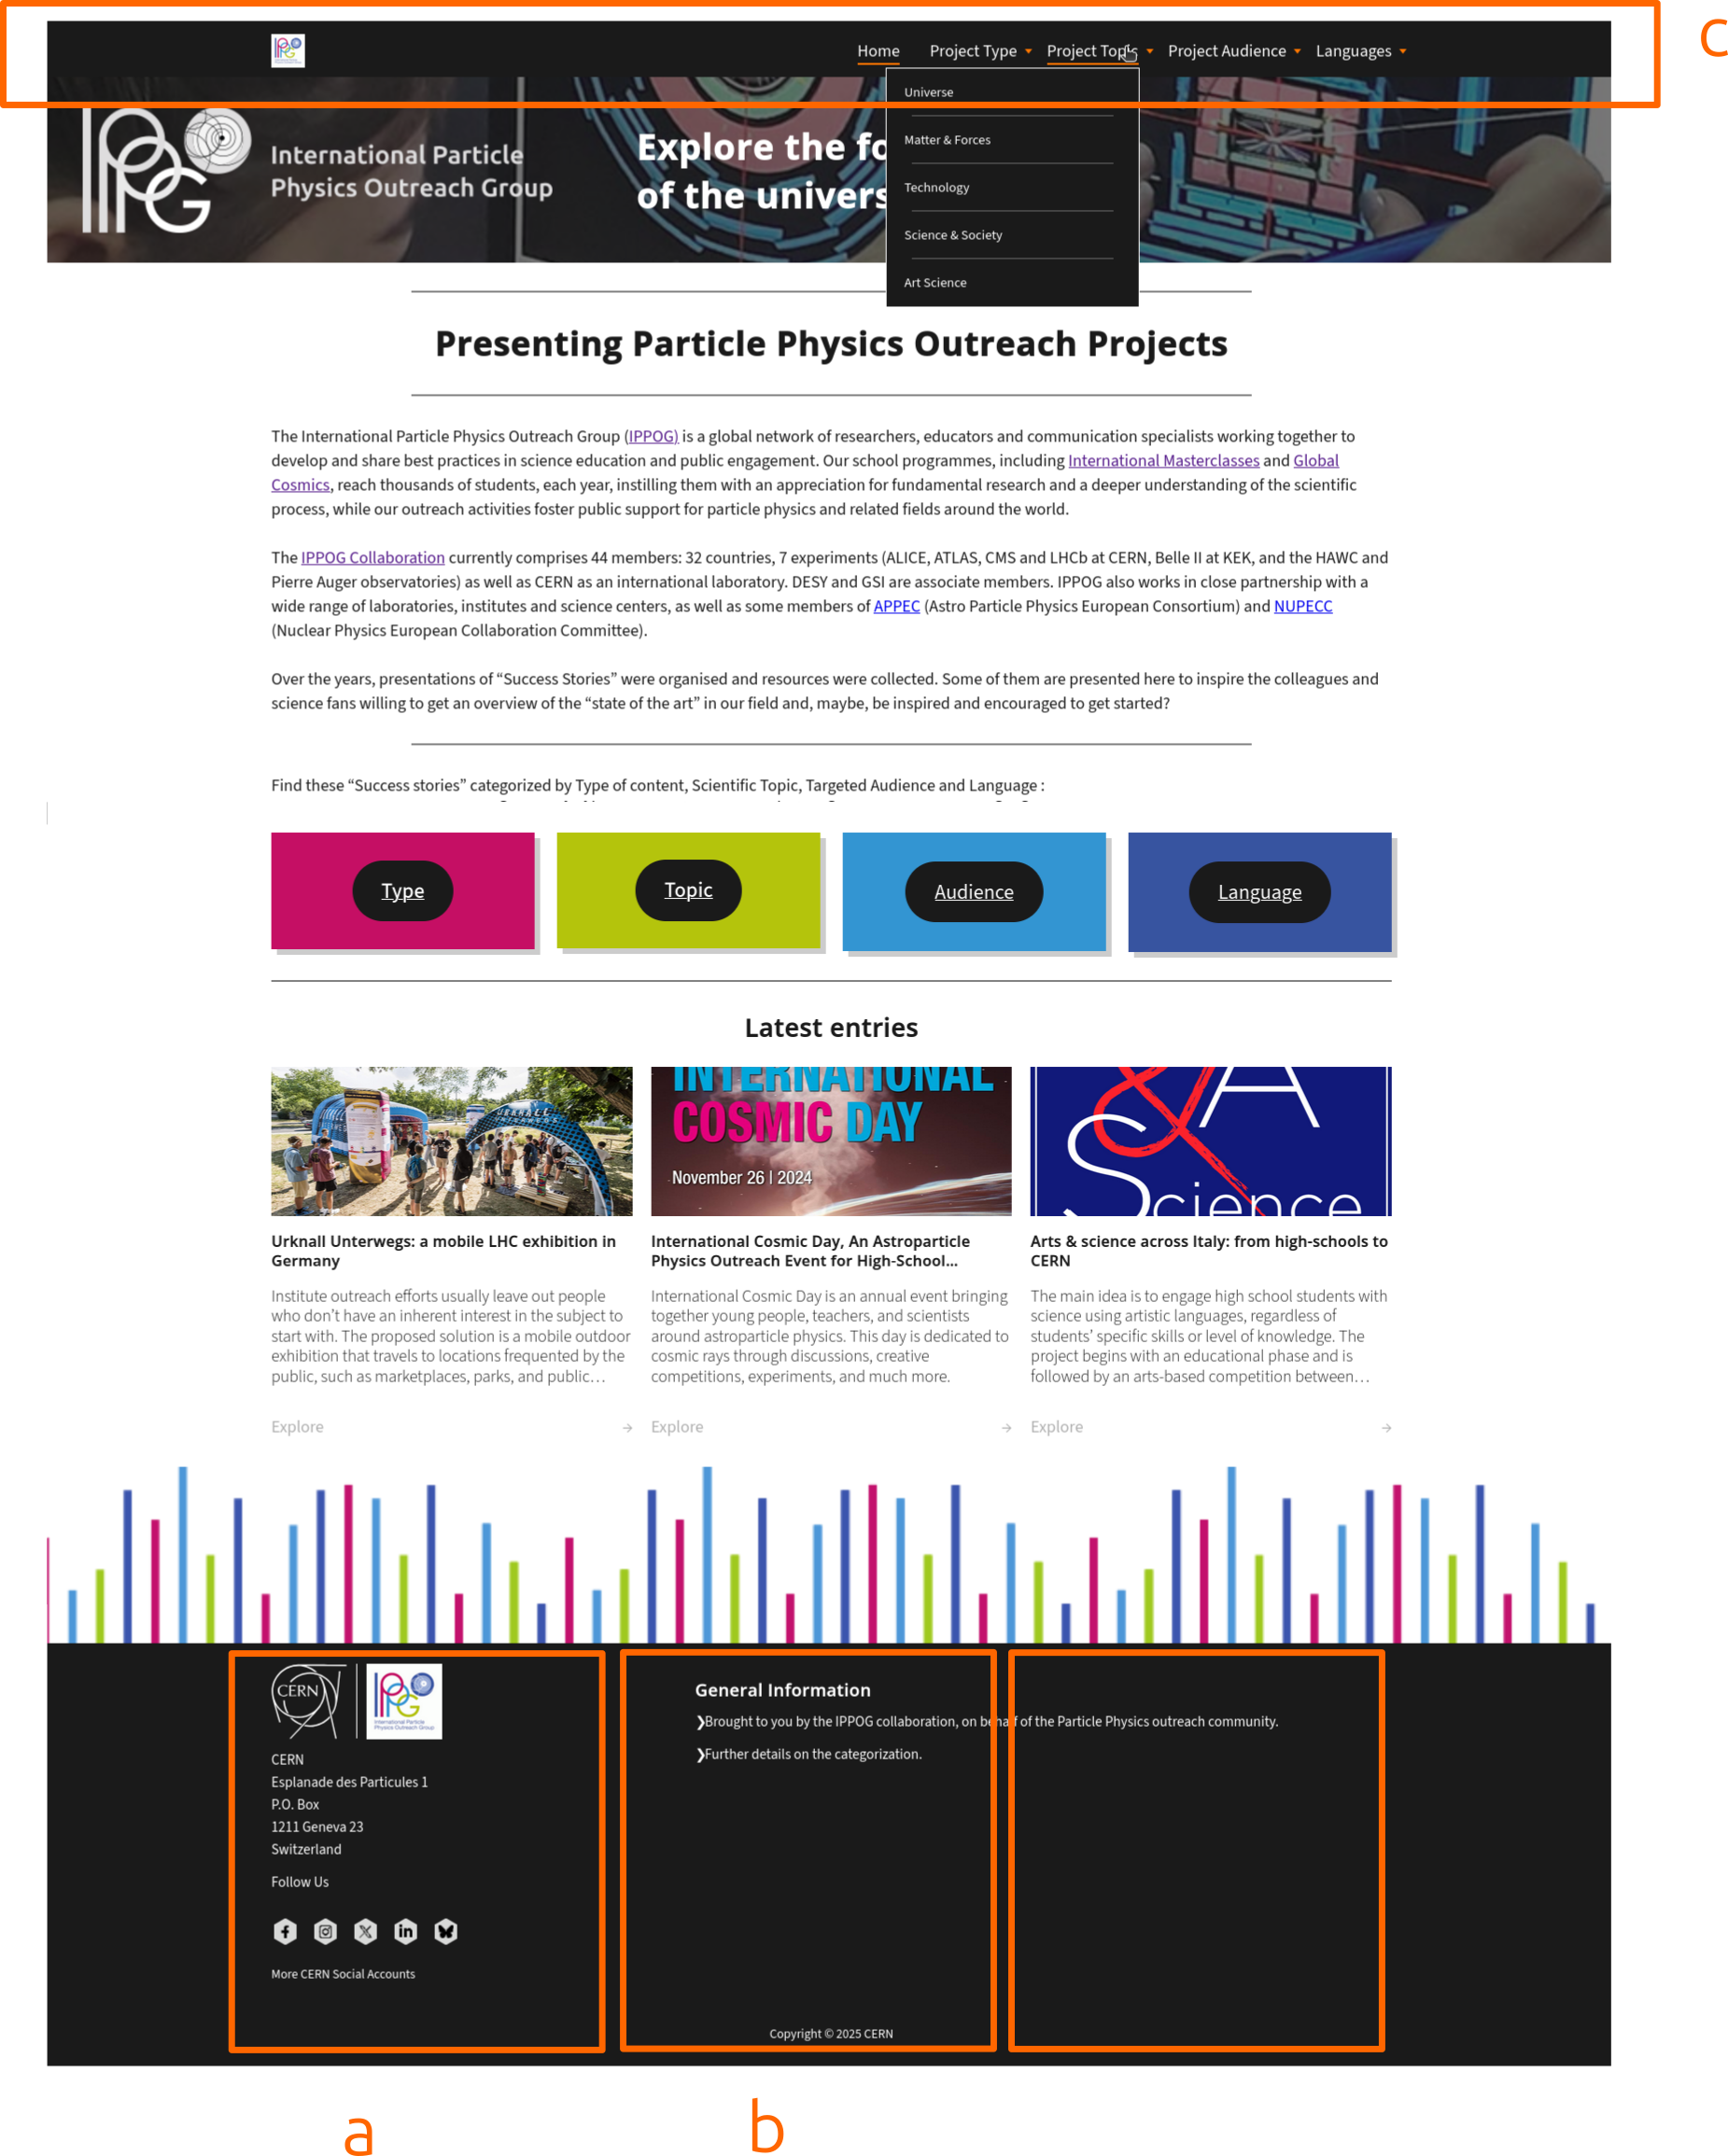 c
Home Project Type Project Topics Project Audience Languages
Universe
Matter & Forces
Technology
Science & Society
Art Science
IPPOG
International Particle
Physics Outreach Group
Explore the fo
of the univers
Presenting Particle Physics Outreach Projects
The International Particle Physics Outreach Group (IPPOG) is a global network of researchers, educators and communication specialists working together to
develop and share best practices in science education and public engagement. Our school programmes, including International Masterclasses and Global
Cosmics, reach thousands of students, each year, instilling them with an appreciation for fundamental research and a deeper understanding of the scientific
process, while our outreach activities foster public support for particle physics and related fields around the world.
The IPPOG Collaboration currently comprises 44 members: 32 countries, 7 experiments (ALICE, ATLAS, CMS and LHCb at CERN, Belle II at KEK, and the HAWC and
Pierre Auger observatories) as well as CERN as an international laboratory. DESY and GSI are associate members. IPPOG also works in close partnership with a
wide range of laboratories, institutes and science centers, as well as some members of APPEC (Astro Particle Physics European Consortium) and NUPECC
(Nuclear Physics European Collaboration Committee).
Over the years, presentations of “Success Stories” were organised and resources were collected. Some of them are presented here to inspire the colleagues and
science fans willing to get an overview of the “state of the art” in our field and, maybe, be inspired and encouraged to get started?
Find these “Success stories” categorized by Type of content, Scientific Topic, Targeted Audience and Language :
Type
Topic
Audience
Language
Latest entries
URKNALL
INTERNATIONAL
COSMIC DAY
November 26 | 2024
&A
Science
Urknall Unterwegs: a mobile LHC exhibition in
Germany
Institute outreach efforts usually leave out people
who don’t have an inherent interest in the subject to
start with. The proposed solution is a mobile outdoor
exhibition that travels to locations frequented by the
public, such as marketplaces, parks, and public…
Explore →
International Cosmic Day, An Astroparticle
Physics Outreach Event for High-School...
International Cosmic Day is an annual event bringing
together young people, teachers, and scientists
around astroparticle physics. This day is dedicated to
cosmic rays through discussions, creative
competitions, experiments, and much more.
Explore →
Arts & science across Italy: from high-schools to
CERN
The main idea is to engage high school students with
science using artistic languages, regardless of
students’ specific skills or level of knowledge. The
project begins with an educational phase and is
followed by an arts-based competition between…
Explore →
CERN
IPPOG
International Particle
Physics Outreach Group
CERN
Esplanade des Particules 1
P.O. Box
1211 Geneva 23
Switzerland
Follow Us
More CERN Social Accounts
General Information
❯Brought to you by the IPPOG collaboration, on behalf of the Particle Physics outreach community.
❯Further details on the categorization.
Copyright © 2025 CERN
a
b